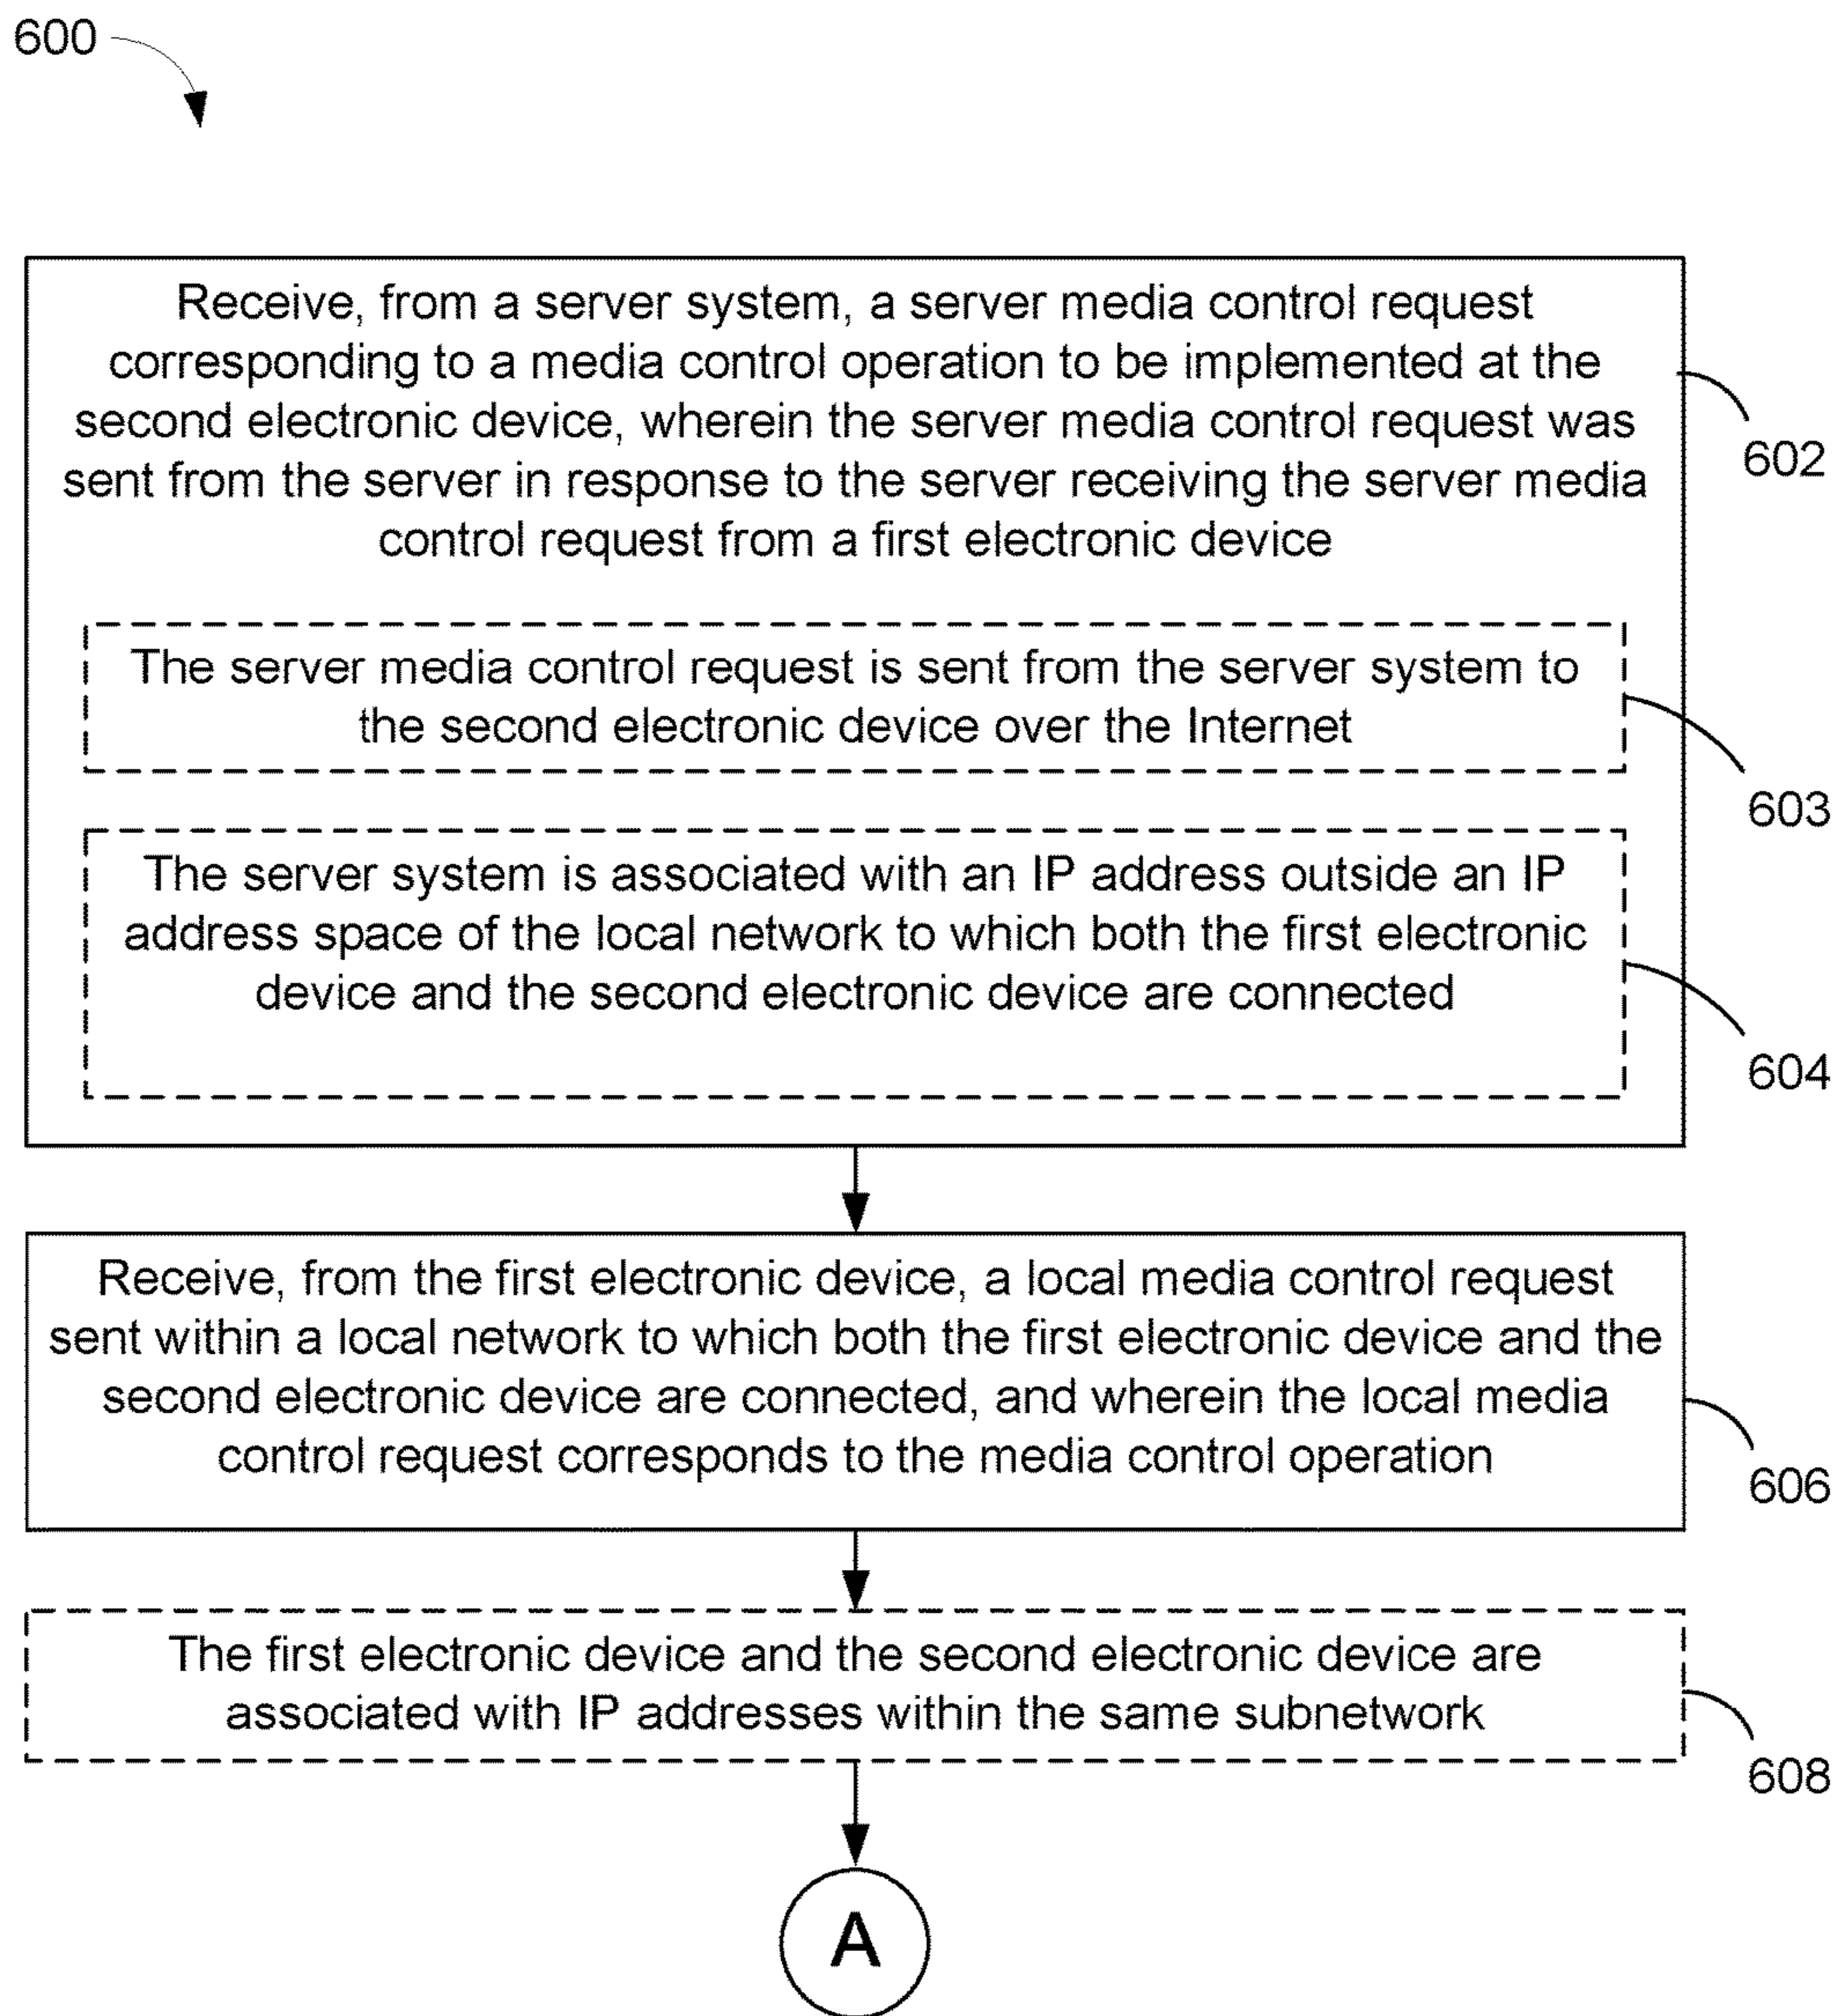 600
Receive, from a server system, a server media control request
corresponding to a media control operation to be implemented at the
second electronic device, wherein the server media control request was
sent from the server in response to the server receiving the server media
control request from a first electronic device
602
The server media control request is sent from the server system to
the second electronic device over the Internet
603
The server system is associated with an IP address outside an IP
address space of the local network to which both the first electronic
device and the second electronic device are connected
604
Receive, from the first electronic device, a local media control request
sent within a local network to which both the first electronic device and the
second electronic device are connected, and wherein the local media
control request corresponds to the media control operation
606
The first electronic device and the second electronic device are
associated with IP addresses within the same subnetwork
608
A